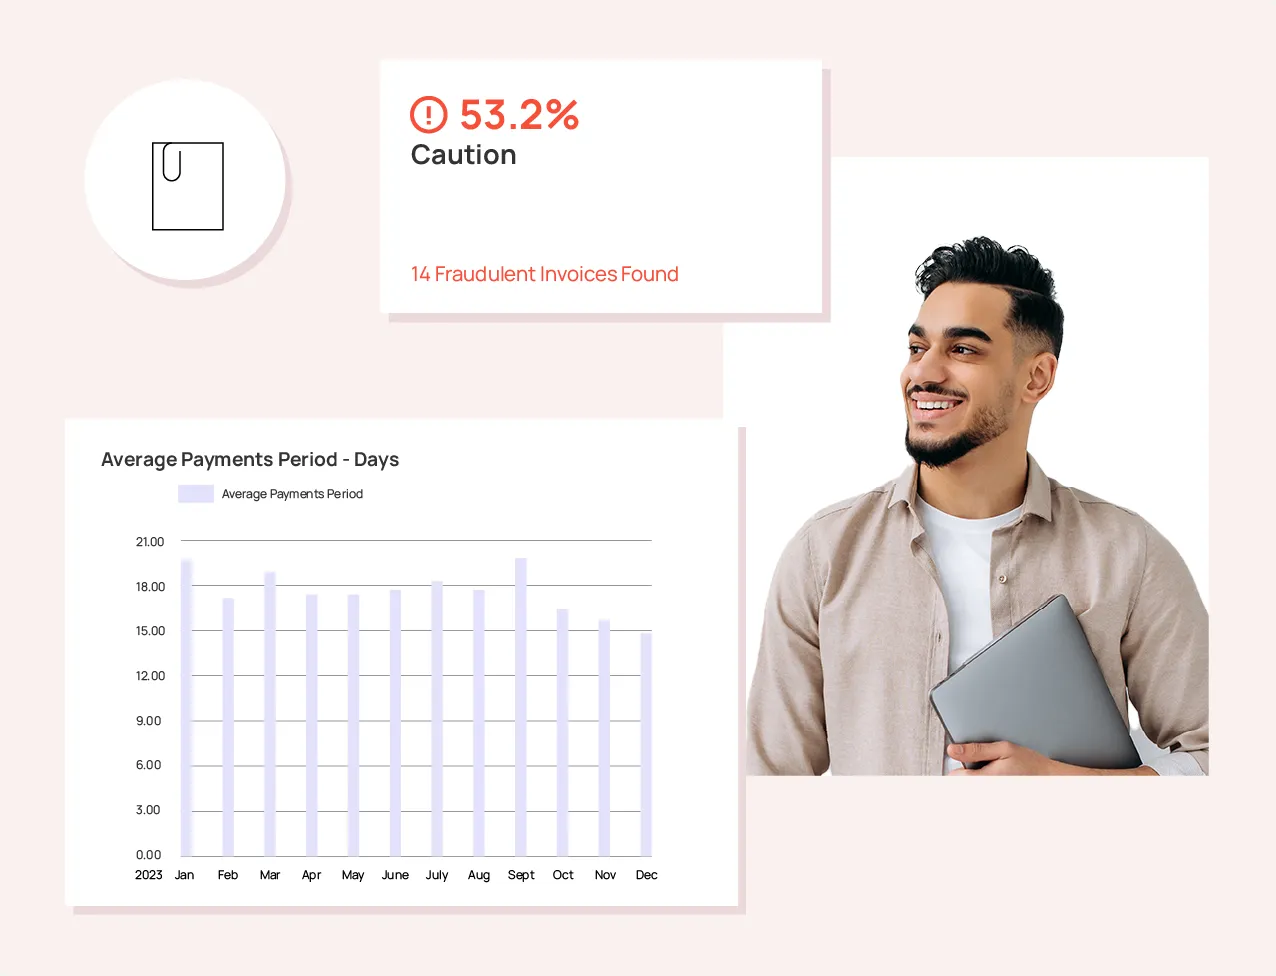 53.2%
Caution
14 Fraudulent Invoices Found
Average Payments Period - Days
Average Payments Period
21.00
18.00
15.00
12.00
9.00
6.00
3.00
0.00
2023 Jan Feb Mar Apr May June July Aug Sept Oct Nov Dec